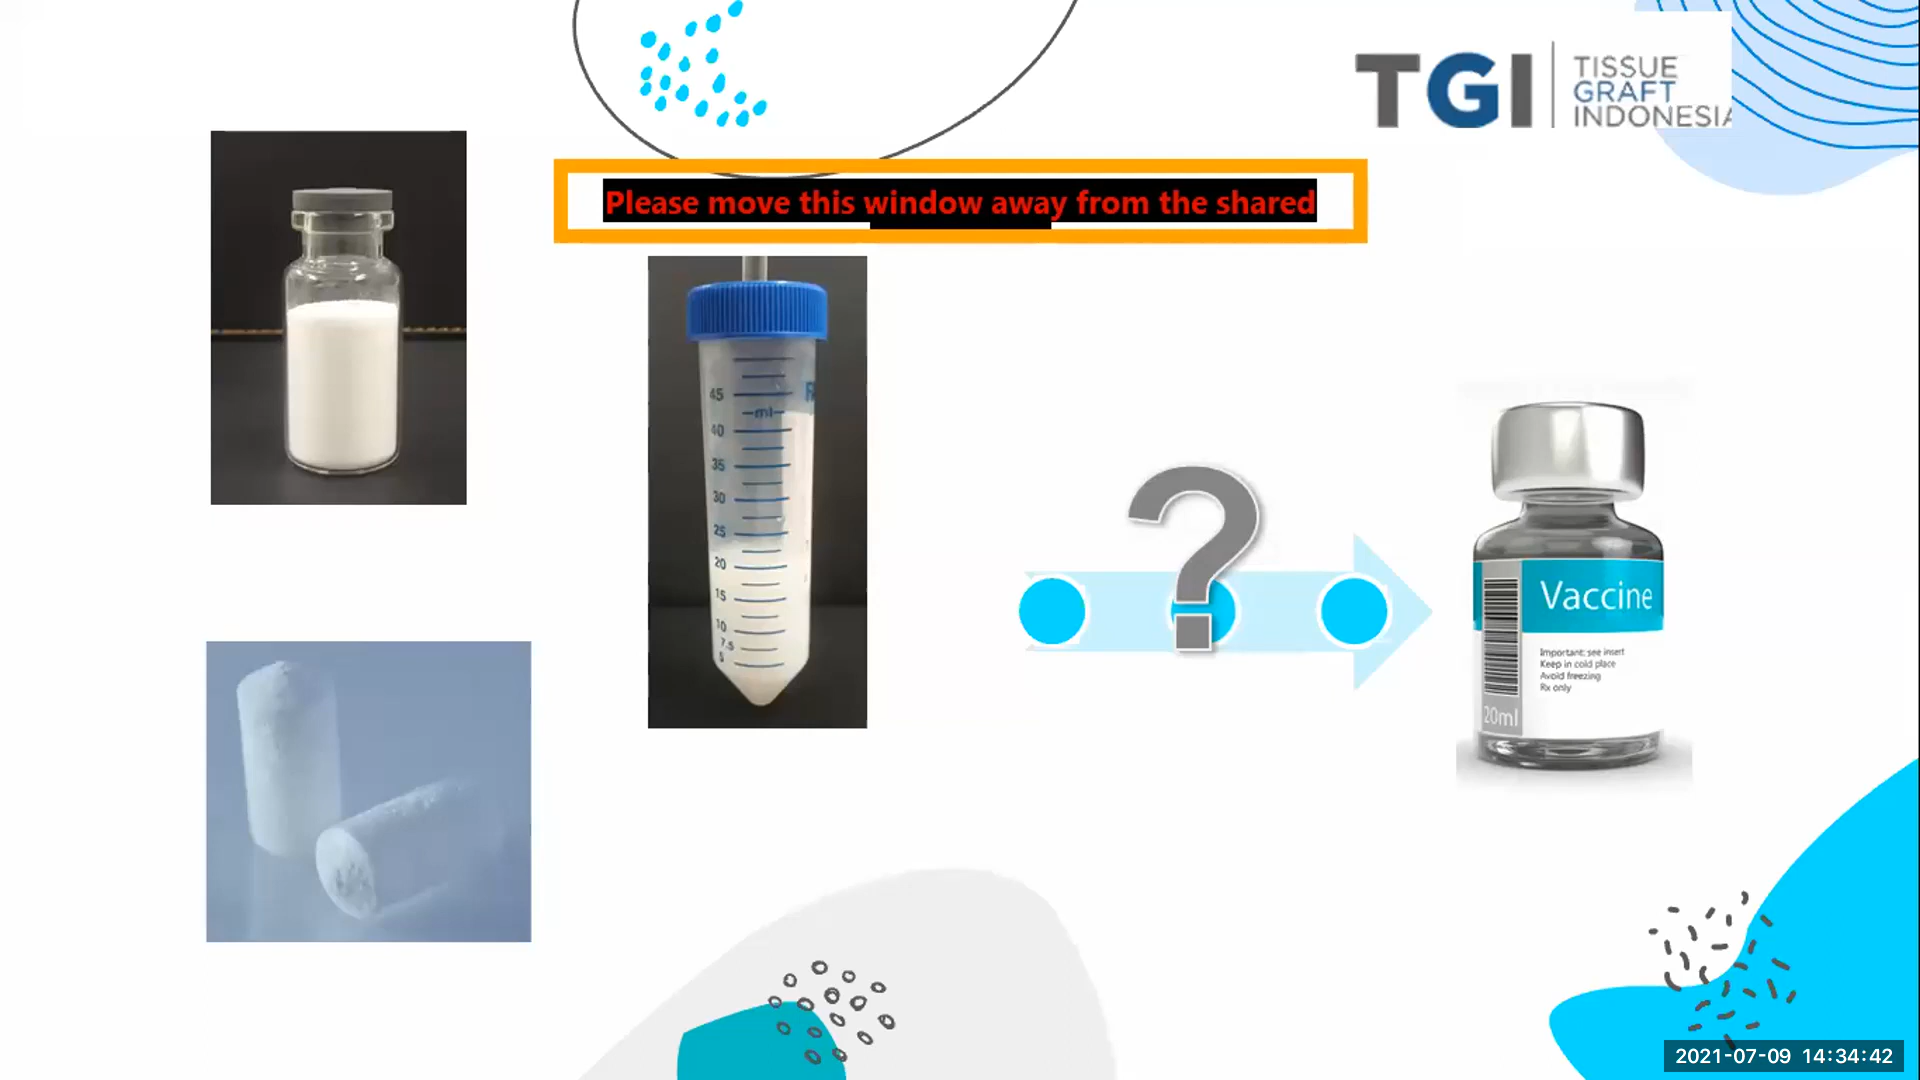 TGI
TISSUE
GRAFT
INDONESIA
Please move this window away from the shared
45
ml
40
35
30
25
20
15
10
7.5
5
?
Vaccine
Important: see insert
Keep in cold place
Avoid freezing
Rx only
20ml
2021-07-09 14:34:42